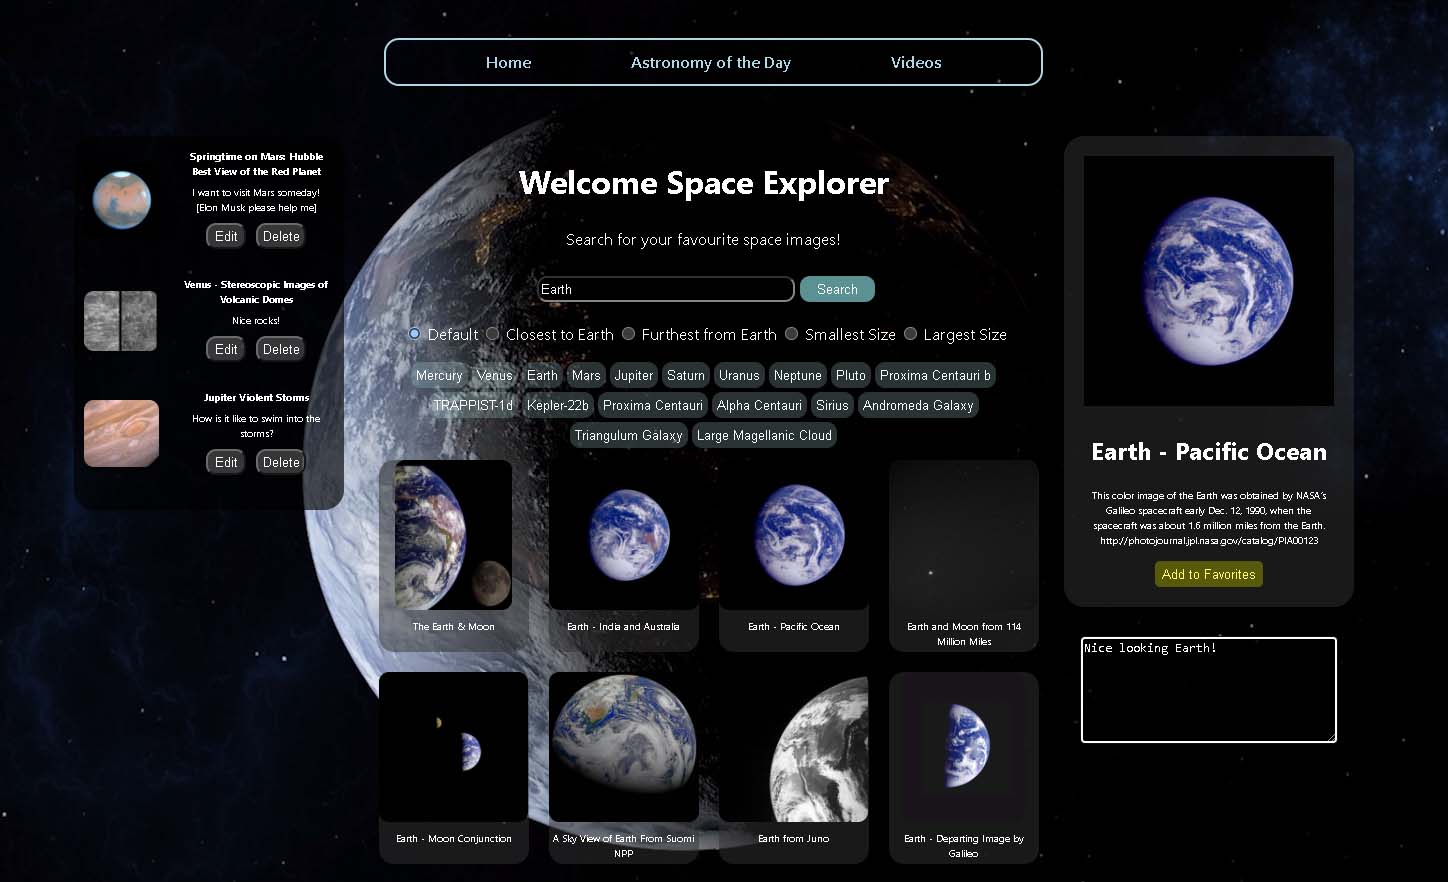 Home Astronomy of the Day Videos
Springtime on Mars: Hubble
Best View of the Red Planet
I want to visit Mars someday!
[Elon Musk please help me]
Edit Delete
Venus - Stereoscopic Images of
Volcanic Domes
Nice rocks!
Edit Delete
Jupiter Violent Storms
How is it like to swim into the
storms?
Edit Delete
Welcome Space Explorer
Search for your favourite space images!
Earth Search
Default Closest to Earth Furthest from Earth Smallest Size Largest Size
Mercury Venus Earth Mars Jupiter Saturn Uranus Neptune Pluto Proxima Centauri b
TRAPPIST-1d Kepler-22b Proxima Centauri Alpha Centauri Sirius Andromeda Galaxy
Triangulum Galaxy Large Magellanic Cloud
The Earth & Moon
Earth - India and Australia
Earth - Pacific Ocean
Earth and Moon from 114
Million Miles
Earth - Moon Conjunction
A Sky View of Earth From Suomi
NPP
Earth from Juno
Earth - Departing Image by
Galileo
Earth - Pacific Ocean
This color image of the Earth was obtained by NASA's
Galileo spacecraft early Dec. 12, 1990, when the
spacecraft was about 1.6 million miles from the Earth.
http://photojournal.jpl.nasa.gov/catalog/PIA00123
Add to Favorites
Nice looking Earth!